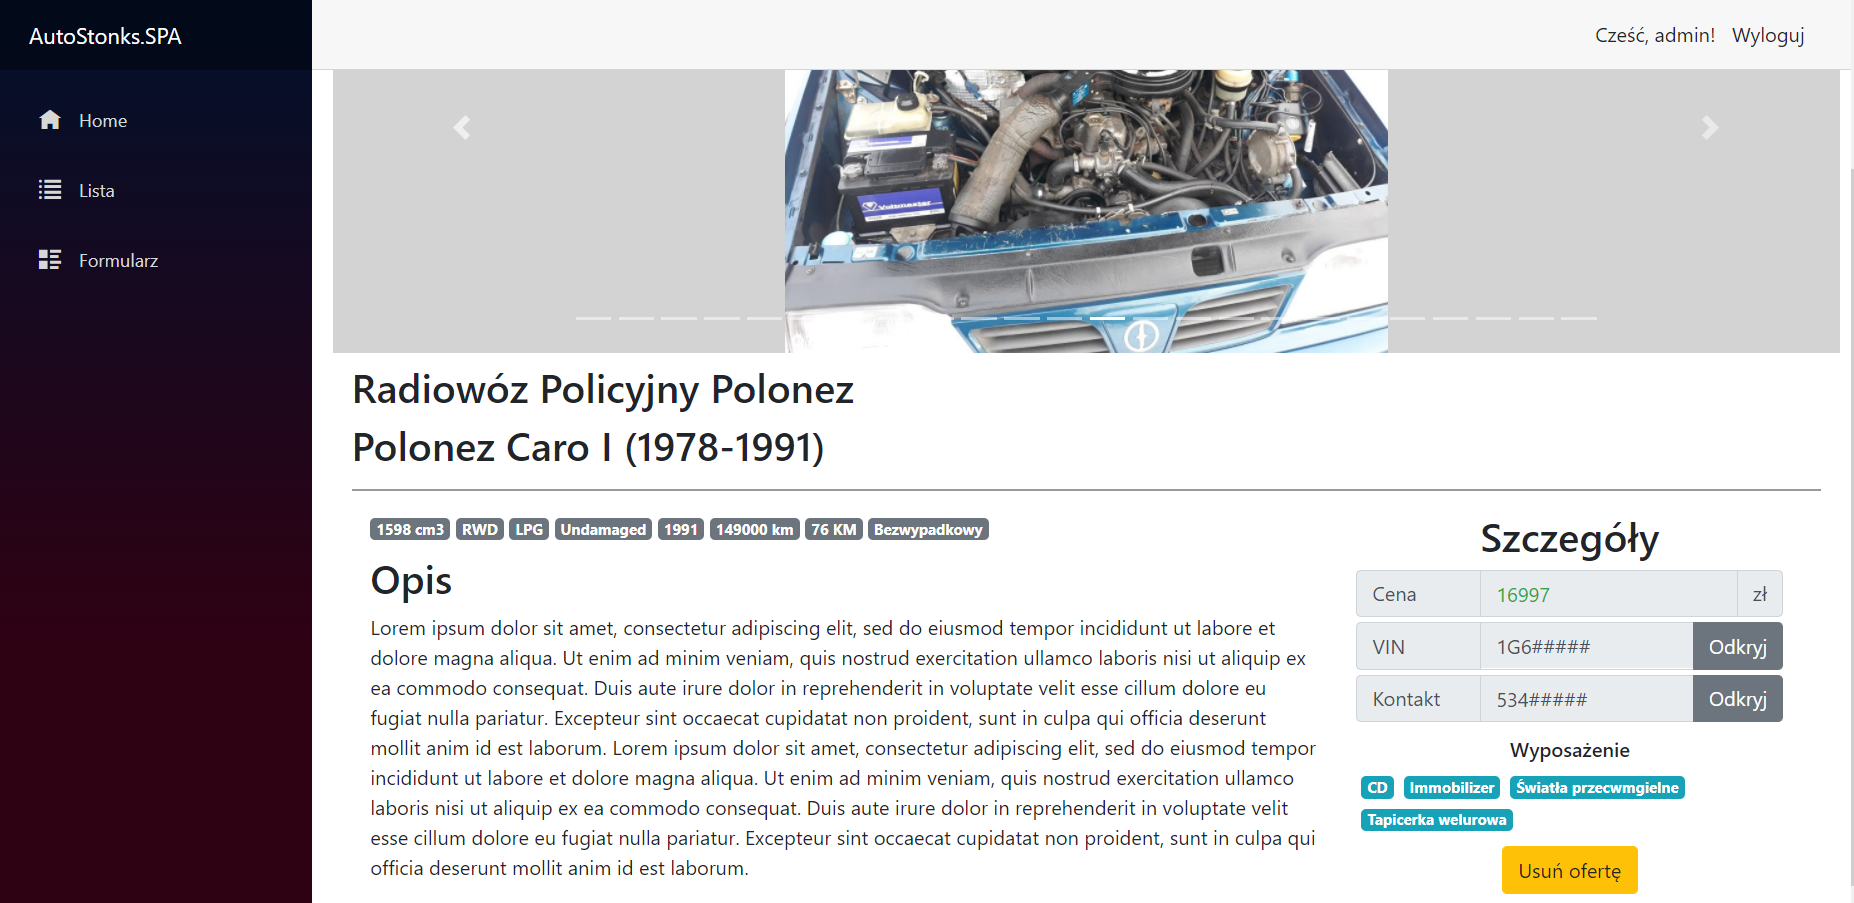 AutoStonks.SPA
Cześć, admin! Wyloguj
Home
Lista
Formularz
Voltmaster
Radiowóz Policyjny Polonez
Polonez Caro I (1978-1991)
1598 cm3 RWD LPG Undamaged 1991 149000 km 76 KM Bezwypadkowy
Opis
Lorem ipsum dolor sit amet, consectetur adipiscing elit, sed do eiusmod tempor incididunt ut labore et
dolore magna aliqua. Ut enim ad minim veniam, quis nostrud exercitation ullamco laboris nisi ut aliquip ex
ea commodo consequat. Duis aute irure dolor in reprehenderit in voluptate velit esse cillum dolore eu
fugiat nulla pariatur. Excepteur sint occaecat cupidatat non proident, sunt in culpa qui officia deserunt
mollit anim id est laborum. Lorem ipsum dolor sit amet, consectetur adipiscing elit, sed do eiusmod tempor
incididunt ut labore et dolore magna aliqua. Ut enim ad minim veniam, quis nostrud exercitation ullamco
laboris nisi ut aliquip ex ea commodo consequat. Duis aute irure dolor in reprehenderit in voluptate velit
esse cillum dolore eu fugiat nulla pariatur. Excepteur sint occaecat cupidatat non proident, sunt in culpa qui
officia deserunt mollit anim id est laborum.
Szczegóły
Cena 16997 zł
VIN 1G6##### Odkryj
Kontakt 534##### Odkryj
Wyposażenie
CD Immobilizer Światła przecwmgielne
Tapicerka welurowa
Usuń ofertę